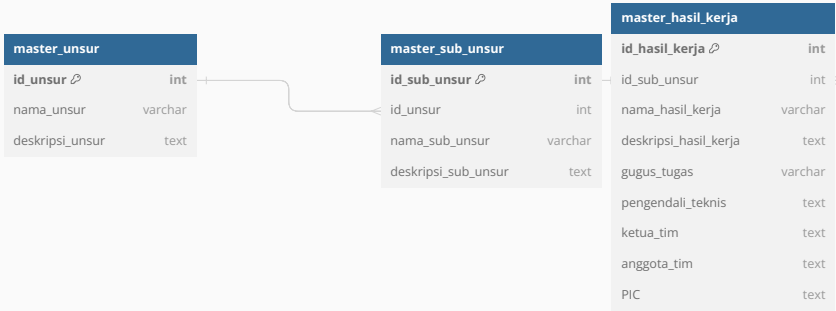 master_unsur
id_unsur int
nama_unsur varchar
deskripsi_unsur text
master_sub_unsur
id_sub_unsur int
id_unsur int
nama_sub_unsur varchar
deskripsi_sub_unsur text
master_hasil_kerja
id_hasil_kerja int
id_sub_unsur int
nama_hasil_kerja varchar
deskripsi_hasil_kerja text
gugus_tugas varchar
pengendali_teknis text
ketua_tim text
anggota_tim text
PIC text